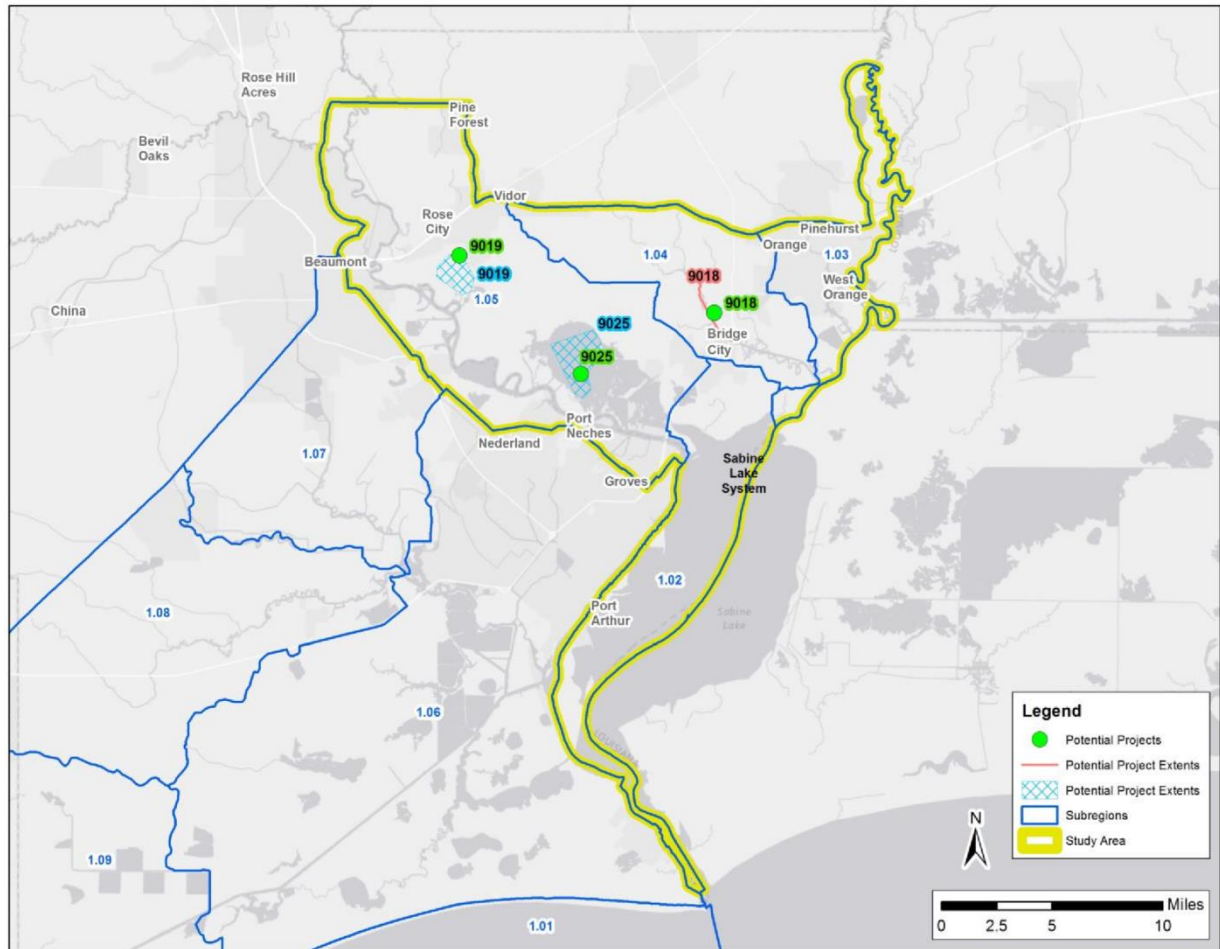 Rose Hill
Acres
Pine
Forest
Bevil
Oaks
Vidor
Rose
City
Pinehurst
Orange
1.04
1.03
9019
Beaumont
9019
1.05
9018
West
Orange
China
9018
9025
Bridge
City
9025
Port
Neches
Nederland
1.07
Sabine
Lake
System
Groves
1.02
1.08
Port
Arthur
Sabine
Lake
1.06
Legend
Potential Projects
Potential Project Extents
Potential Project Extents
Subregions
Study Area
N
1.09
Miles
0 2.5 5 10
1.01